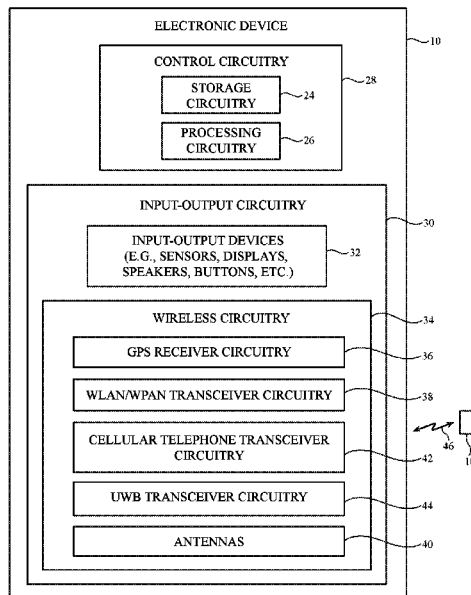 ELECTRONIC DEVICE
10
CONTROL CIRCUITRY
28
STORAGE
CIRCUITRY
24
PROCESSING
CIRCUITRY
26
INPUT-OUTPUT CIRCUITRY
30
INPUT-OUTPUT DEVICES
(E.G., SENSORS, DISPLAYS,
SPEAKERS, BUTTONS, ETC.)
32
WIRELESS CIRCUITRY
34
GPS RECEIVER CIRCUITRY
36
WLAN/WPAN TRANSCEIVER CIRCUITRY
38
CELLULAR TELEPHONE TRANSCEIVER
CIRCUITRY
42
46
UWB TRANSCEIVER CIRCUITRY
44
ANTENNAS
40